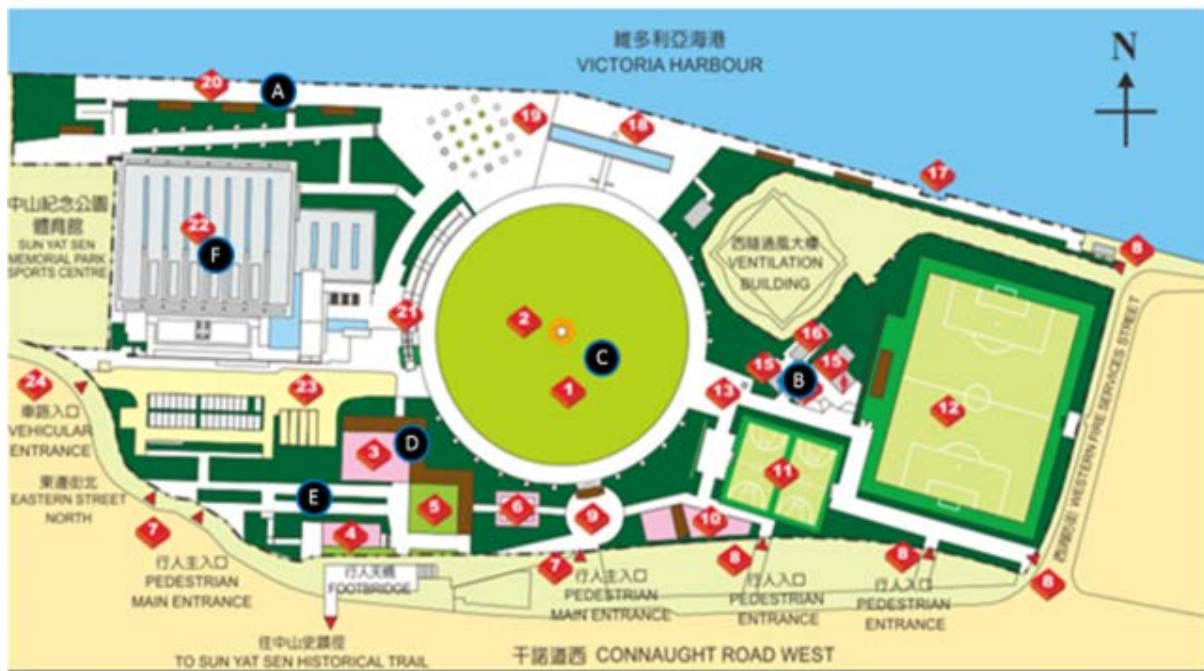 維多利亞海港
VICTORIA HARBOUR
N
20
A
19
18
17
中山紀念公園
體育館
SUN YAT SEN
MEMORIAL PARK
SPORTS CENTRE
22
F
西隧通風大樓
VENTILATION
BUILDING
8
21
2
C
1
16
15
15
B
13
12
24
車路入口
VEHICULAR
ENTRANCE
23
3
D
11
東邊街北
EASTERN STREET
NORTH
E
5
6
9
10
4
7
行人主入口
PEDESTRIAN
MAIN ENTRANCE
行人天橋
FOOTBRIDGE
7
行人主入口
PEDESTRIAN
MAIN ENTRANCE
8
行人入口
PEDESTRIAN
ENTRANCE
8
行人入口
PEDESTRIAN
ENTRANCE
8
西消防街 WESTERN FIRE SERVICES STREET
往中山史蹟徑
TO SUN YAT SEN HISTORICAL TRAIL
干諾道西 CONNAUGHT ROAD WEST